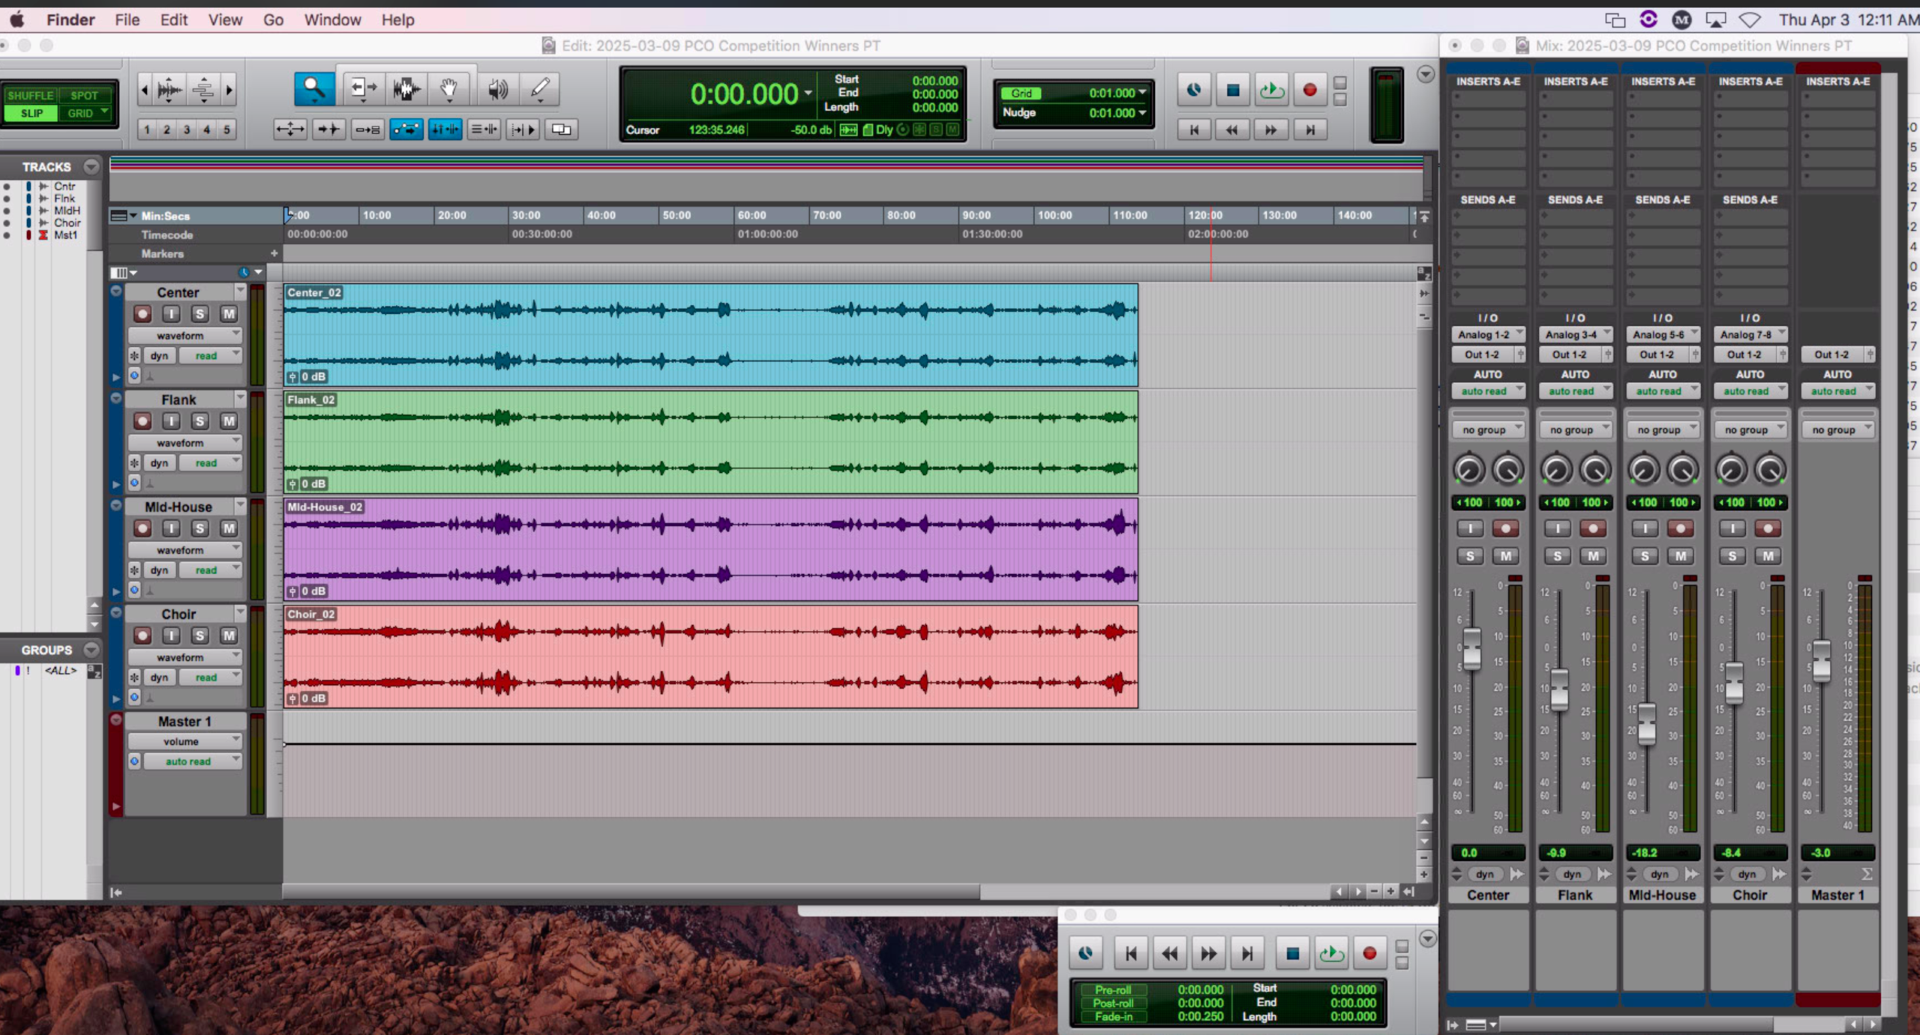 Finder File Edit View Go Window Help
Thu Apr 3 12:11 AM
Edit: 2025-03-09 PCO Competition Winners PT
SHUFFLE SPOT
SLIP GRID
1 2 3 4 5
0:00.000
Start 0:00.000
End 0:00.000
Length 0:00.000
Cursor 123:35.246 -50.0 db Dly
Grid 0:01.000
Nudge 0:01.000
TRACKS
Cntr
Flnk
MldH
Choir
Mst1
GROUPS
! <ALL>
Min:Secs :00 10:00 20:00 30:00 40:00 50:00 60:00 70:00 80:00 90:00 100:00 110:00 120:00 130:00 140:00
Timecode 00:00:00:00 00:30:00:00 01:00:00:00 01:30:00:00 02:00:00:00
Markers
Center
I S M
waveform
dyn read
Center_02
0 dB
Flank
I S M
waveform
dyn read
Flank_02
0 dB
MId-House
I S M
waveform
dyn read
MId-House_02
0 dB
Choir
I S M
waveform
dyn read
Choir_02
0 dB
Master 1
volume
auto read
Pre-roll 0:00.000
Post-roll 0:00.000
Fade-in 0:00.250
Start 0:00.000
End 0:00.000
Length 0:00.000
Mix: 2025-03-09 PCO Competition Winners PT
INSERTS A-E INSERTS A-E INSERTS A-E INSERTS A-E INSERTS A-E
SENDS A-E SENDS A-E SENDS A-E SENDS A-E
I / O I / O I / O I / O
Analog 1-2 Analog 3-4 Analog 5-6 Analog 7-8
Out 1-2 Out 1-2 Out 1-2 Out 1-2 Out 1-2
AUTO AUTO AUTO AUTO AUTO
auto read auto read auto read auto read auto read
no group no group no group no group no group
100 100 100 100 100 100 100 100
I I I I
S M S M S M S M
0.0 -9.9 -18.2 -8.4 -3.0
dyn dyn dyn dyn
Center Flank MId-House Choir Master 1